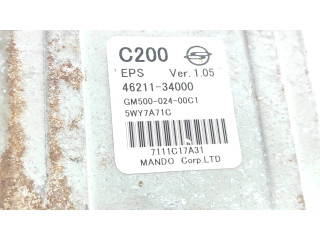 C200
EPS Ver. 1.05
46211-34000
GM500-024-00C1
5WY7A71C
7111C17A31
MANDO Corp.LTD